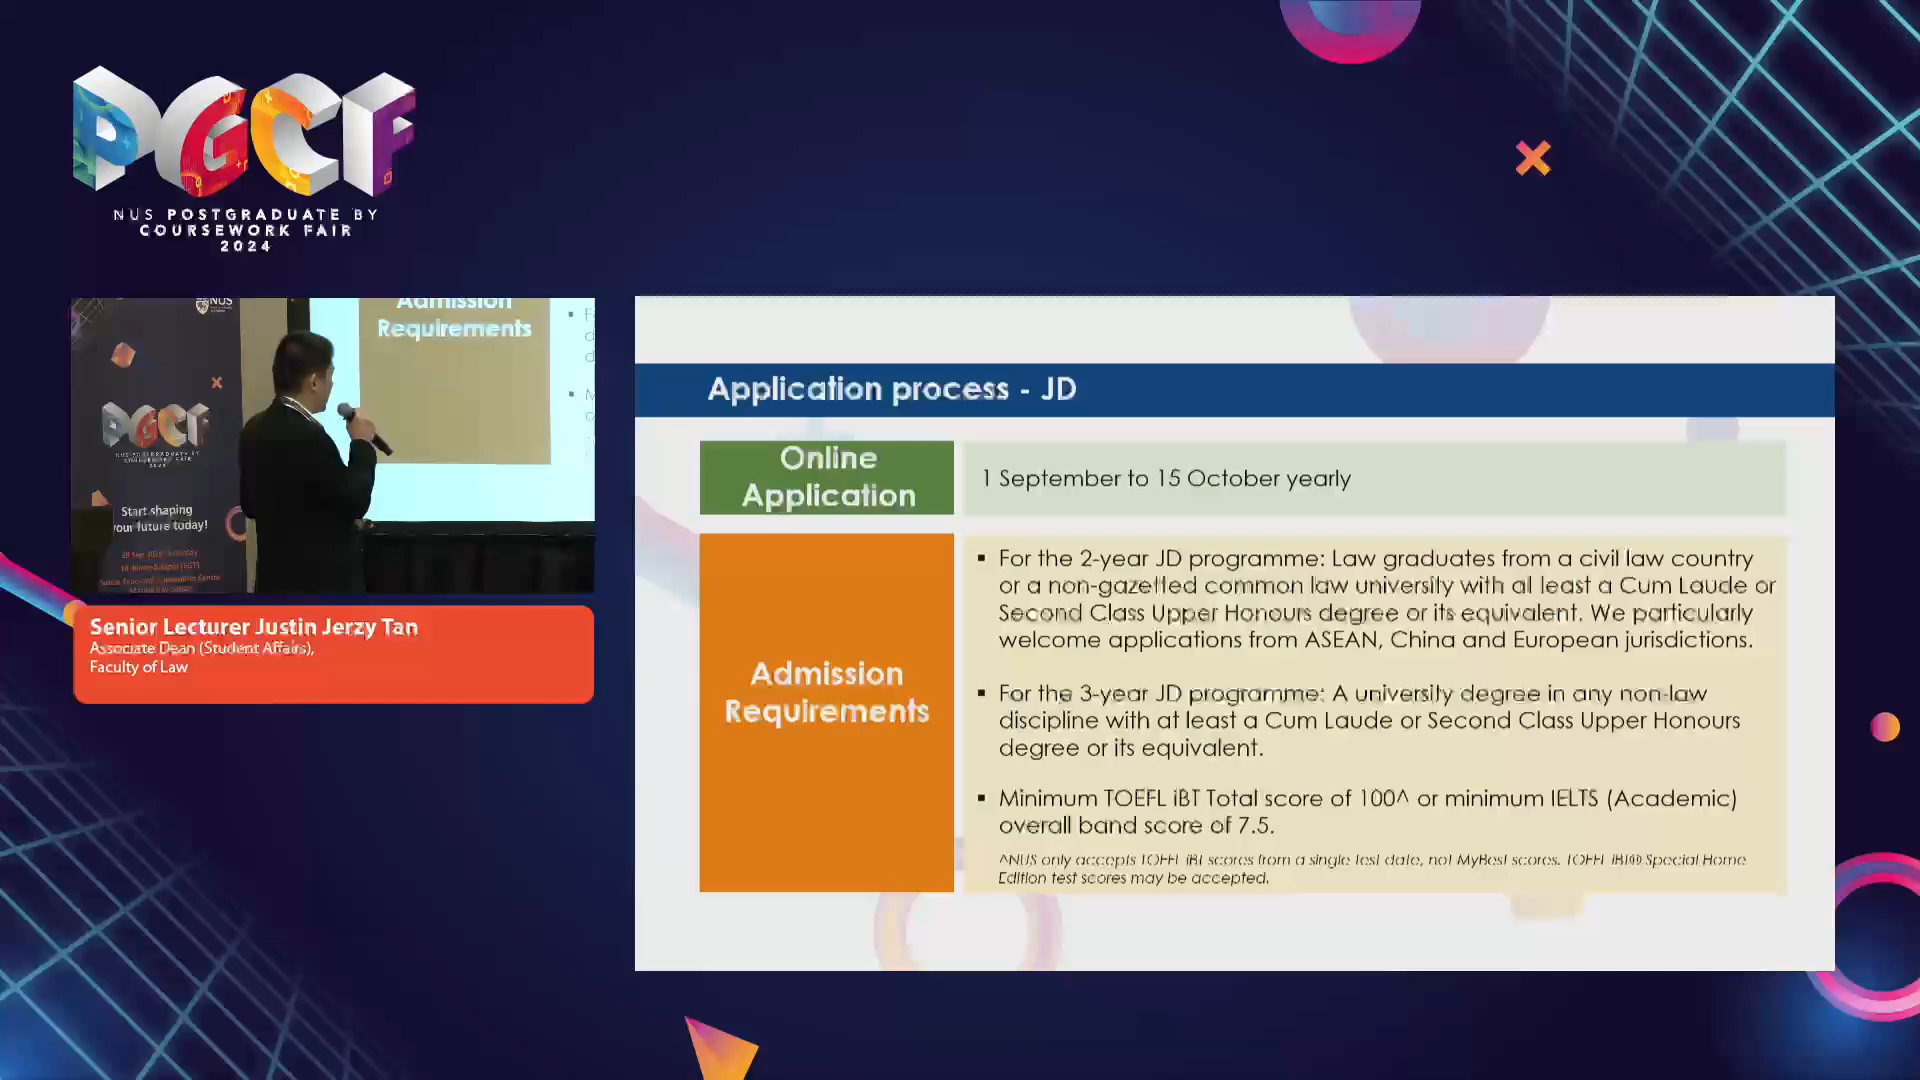 PGCF
NUS POSTGRADUATE BY
COURSEWORK FAIR
2024
NUS
Admission
Requirements
PGCF
Start shaping
your future today!
Senior Lecturer Justin Jerzy Tan
Associate Dean (Student Affairs),
Faculty of Law
Application process - JD
Online
Application
1 September to 15 October yearly
Admission
Requirements
▪ For the 2-year JD programme: Law graduates from a civil law country
or a non-gazetted common law university with at least a Cum Laude or
Second Class Upper Honours degree or its equivalent. We particularly
welcome applications from ASEAN, China and European jurisdictions.
▪ For the 3-year JD programme: A university degree in any non-law
discipline with at least a Cum Laude or Second Class Upper Honours
degree or its equivalent.
▪ Minimum TOEFL iBT Total score of 100^ or minimum IELTS (Academic)
overall band score of 7.5.
^NUS only accepts TOEFL iBT scores from a single test date, not MyBest scores. TOEFL iBT® Special Home
Edition test scores may be accepted.